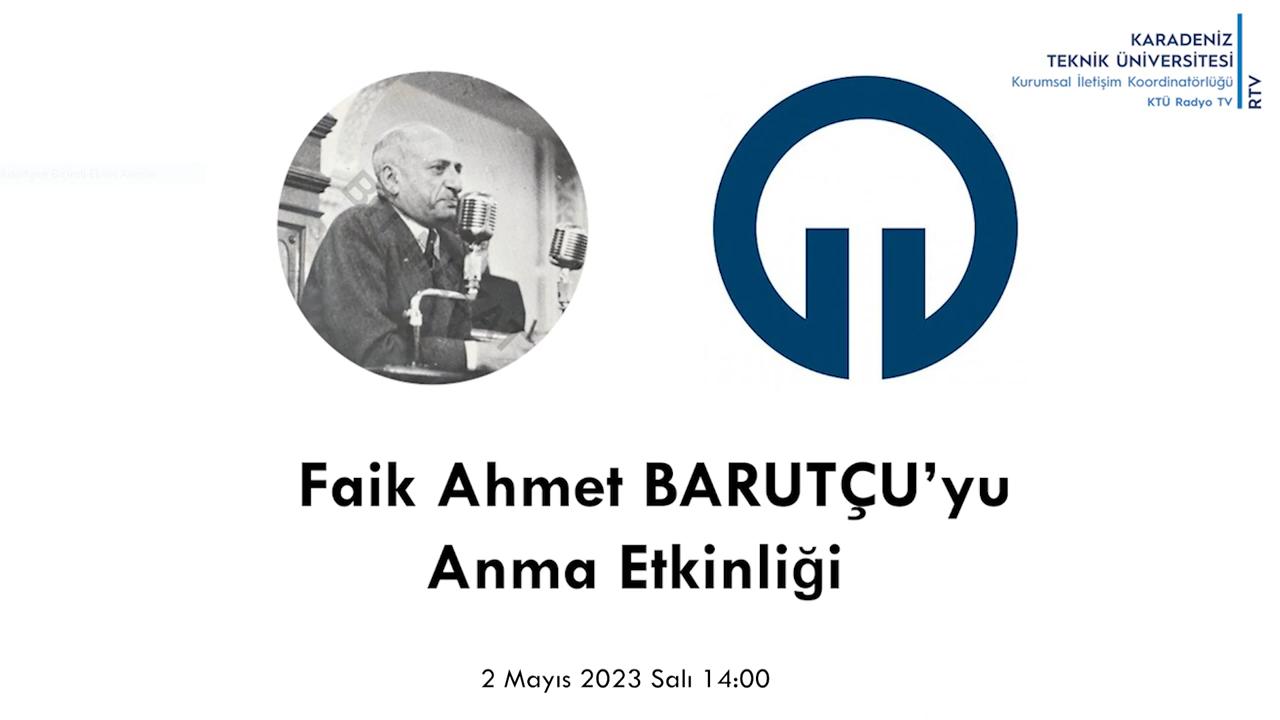 KARADENİZ
TEKNİK ÜNİVERSİTESİ
Kurumsal İletişim Koordinatörlüğü
KTÜ Radyo TV
RTV
Faik Ahmet BARUTÇU’yu
Anma Etkinliği
2 Mayıs 2023 Salı 14:00